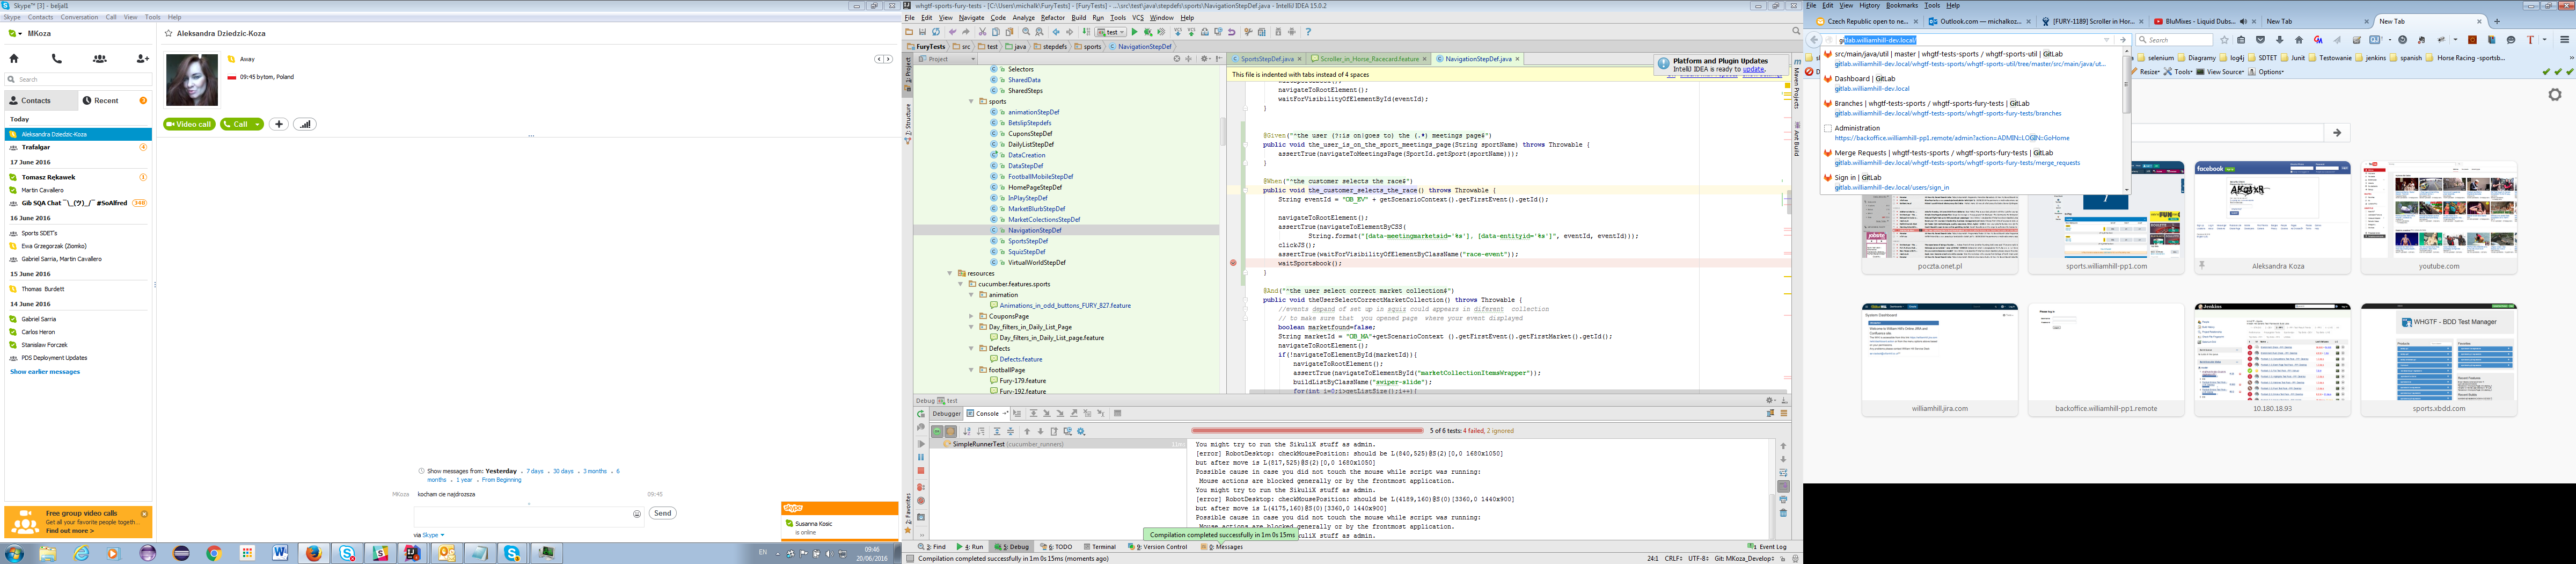 Skype™ [3] - beljal1
Skype Contacts Conversation Call View Tools Help
MKoza
Search
Contacts
Recent
3
Today
Aleksandra Dziedzic-Koza
Trafalgar
4
17 June 2016
Tomasz Rękawek
1
Martin Cavallero
Gib SQA Chat ¯\_(ツ)_/¯ #SoAlfred
148
16 June 2016
Sports SDET's
Ewa Grzegorzak (Ziomko)
Gabriel Sarria, Martin Cavallero
15 June 2016
Thomas Burdett
14 June 2016
Gabriel Sarria
Carlos Heron
Stanislaw Forczek
PDS Deployment Updates
Show earlier messages
Free group video calls
Get all your favorite people togeth...
Find out more >
Aleksandra Dziedzic-Koza
Away
09:45 bytom, Poland
Video call
Call
Show messages from: Yesterday • 7 days • 30 days • 3 months • 6
months • 1 year • From Beginning
MKoza
kocham cie najdrozsza
09:45
Send
via Skype
Susanna Kosic
is online
EN
09:46
20/06/2016
whgtf-sports-fury-tests - [C:\Users\michalk\FuryTests] - [FuryTests] - ...\src\test\java\stepdefs\sports\NavigationStepDef.java - IntelliJ IDEA 15.0.2
File Edit View Navigate Code Analyze Refactor Build Run Tools VCS Window Help
test
FuryTests src test java stepdefs sports NavigationStepDef
Project
Selectors
SharedData
SharedSteps
sports
animationStepDef
BetslipStepdefs
CuponsStepDef
DailyListStepDef
DataCreation
DataStepDef
FootballMobileStepDef
HomePageStepDef
InPlayStepDef
MarketBlurbStepDef
MarketCollectionsStepDef
NavigationStepDef
SportsStepDef
SquizStepDef
VirtualWorldStepDef
resources
cucumber.features.sports
animation
Animations_in_odd_buttons_FURY_827.feature
CouponsPage
Day_filters_in_Daily_List_Page
Day_filters_in_Daily_List_page.feature
Defects
Defects.feature
footballPage
Fury-179.feature
Fury-192.feature
SportsStepDef.java
Scroller_in_Horse_Racecard.feature
NavigationStepDef.java
This file is indented with tabs instead of 4 spaces
Platform and Plugin Updates
IntelliJ IDEA is ready to update.
navigateToRootElement();
waitForVisibilityOfElementById(eventId);
}
@Given("^the user (?:is on|goes to) the (.*) meetings page$")
public void the_user_is_on_the_sport_meetings_page(String sportName) throws Throwable {
assertTrue(navigateToMeetingsPage(SportId.getSport(sportName)));
}
@When("^the customer selects the race$")
public void the_customer_selects_the_race() throws Throwable {
String eventId = "OB_EV" + getScenarioContext().getFirstEvent().getId();
navigateToRootElement();
assertTrue(navigateToElementByCSS(
String.format("[data-meetingmarketsid='%s'], [data-entityid='%s']", eventId, eventId)));
clickJS();
assertTrue(waitForVisibilityOfElementByClassName("race-event"));
waitSportsbook();
}
@And("^the user select correct market collection$")
public void theUserSelectCorrectMarketCollection() throws Throwable {
//events depand of set up in squiz could appears in diferent collection
// to make sure that you opened page where your event displayed
boolean marketfound=false;
String marketId = "OB_MA"+getScenarioContext ().getFirstEvent().getFirstMarket().getId();
navigateToRootElement();
if(!navigateToElementById(marketId)){
navigateToRootElement();
assertTrue(navigateToElementById("marketCollectionItemsWrapper"));
buildListByClassName("swiper-slide");
Debug test
Debugger Console
5 of 6 tests: 4 failed, 2 ignored
SimpleRunnerTest (cucumber_runners)
You might try to run the SikuliX stuff as admin.
[error] RobotDesktop: checkMousePosition: should be L(840,525)@S(2)[0,0 1680x1050]
but after move is L(817,525)@S(2)[0,0 1680x1050]
Possible cause in case you did not touch the mouse while script was running:
Mouse actions are blocked generally or by the frontmost application.
You might try to run the SikuliX stuff as admin.
[error] RobotDesktop: checkMousePosition: should be L(4189,160)@S(0)[3360,0 1440x900]
but after move is L(4175,160)@S(0)[3360,0 1440x900]
Possible cause in case you did not touch the mouse while script was running:
Mouse actions are blocked generally or by the frontmost application.
Compilation completed successfully in 1m 0s 15ms
3: Find 4: Run 5: Debug 6: TODO Terminal 9: Version Control 0: Messages Event Log
Compilation completed successfully in 1m 0s 15ms (moments ago)
24:1 CRLF÷ UTF-8÷ Git: MKoza_Develop÷
File Edit View History Bookmarks Tools Help
Czech Republic open to ne...
Outlook.com — michalkoz...
[FURY-1189] Scroller in Hor...
BluMixes - Liquid Dubs...
New Tab
New Tab
gitlab.williamhill-dev.local/
Search
selenium Diagramy log4j SDTET Junit Testowanie jenkins spanish Horse Racing -sportsb...
Resize Tools View Source Options
src/main/java/util | master | whgtf-tests-sports / whgtf-sports-util | GitLab
gitlab.williamhill-dev.local/whgtf-tests-sports/whgtf-sports-util/tree/master/src/main/java/ut...
Dashboard | GitLab
gitlab.williamhill-dev.local
Branches | whgtf-tests-sports / whgtf-sports-fury-tests | GitLab
gitlab.williamhill-dev.local/whgtf-tests-sports/whgtf-sports-fury-tests/branches
Administration
https://backoffice.williamhill-pp1.remote/admin?action=ADMIN::LOGIN::GoHome
Merge Requests | whgtf-tests-sports / whgtf-sports-fury-tests | GitLab
gitlab.williamhill-dev.local/whgtf-tests-sports/whgtf-sports-fury-tests/merge_requests
Sign in | GitLab
gitlab.williamhill-dev.local/users/sign_in
poczta.onet.pl
sports.williamhill-pp1.com
Aleksandra Koza
youtube.com
System Dashboard
Jenkins
WHGTF - BDD Test Manager
williamhill.jira.com
backoffice.williamhill-pp1.remote
10.180.18.93
sports.xbdd.com